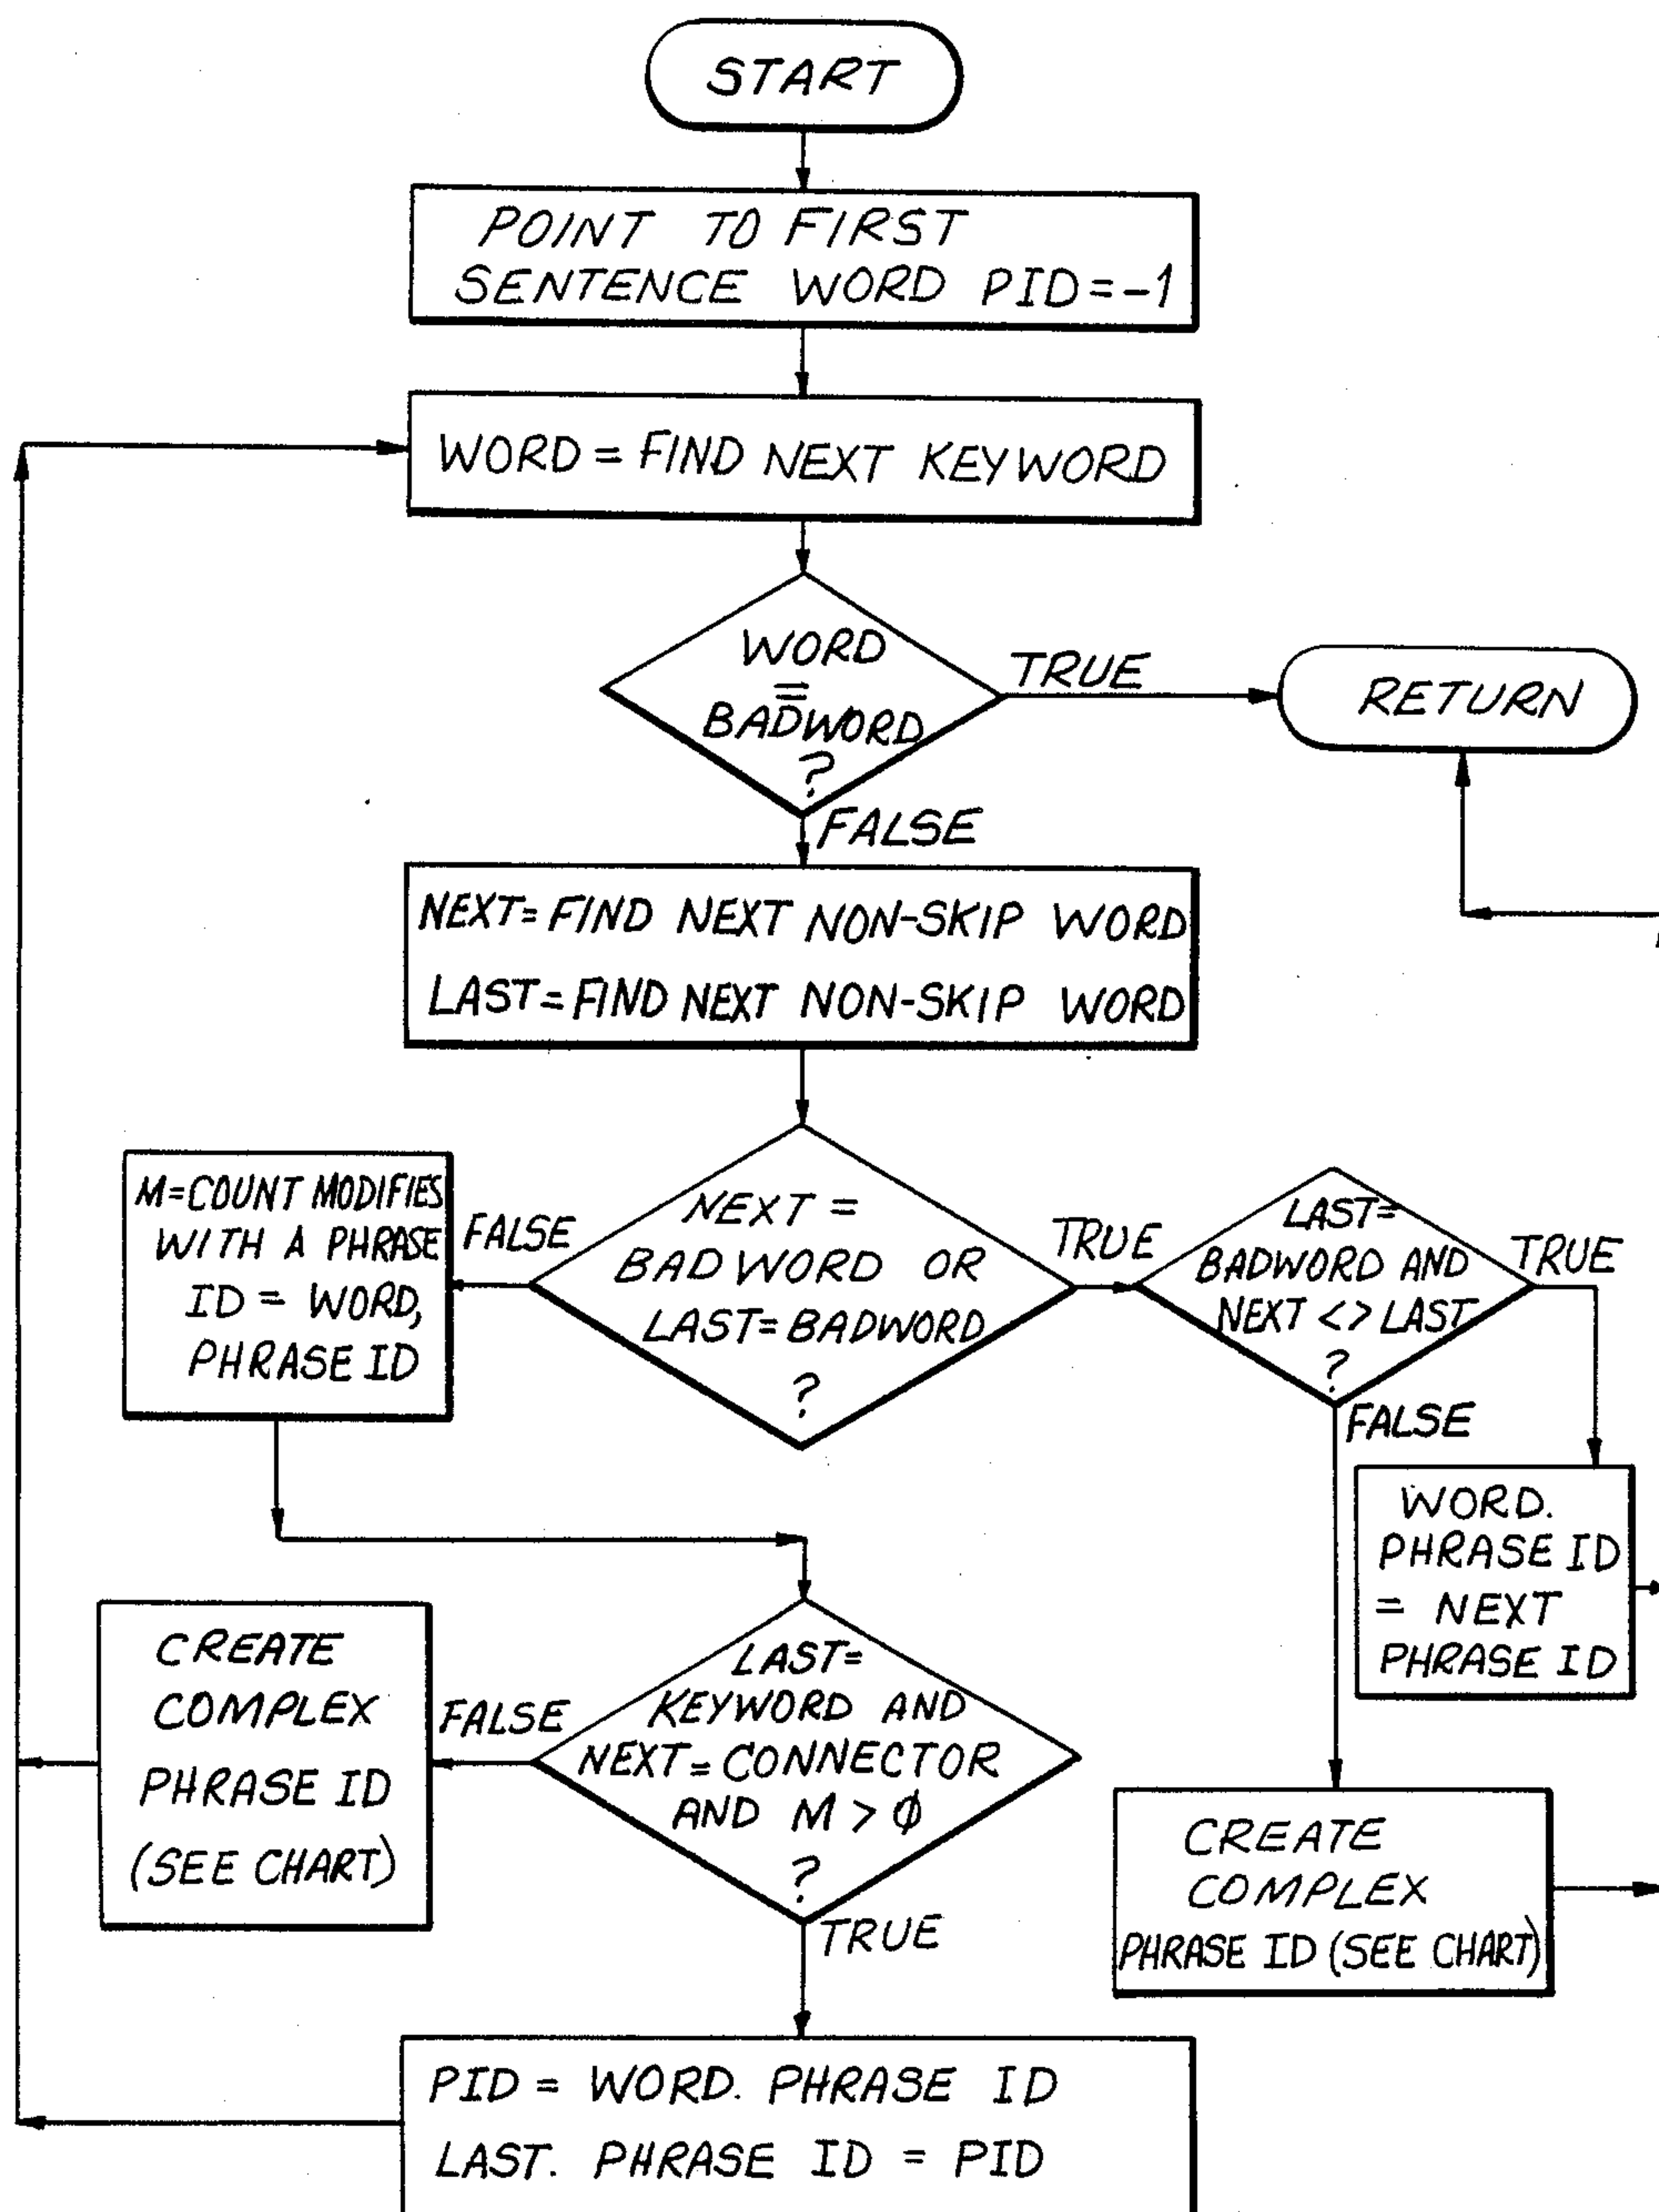 START
POINT TO FIRST
SENTENCE WORD PID=-1
WORD = FIND NEXT KEYWORD
WORD
=
BADWORD
?
TRUE
RETURN
FALSE
NEXT= FIND NEXT NON-SKIP WORD
LAST= FIND NEXT NON-SKIP WORD
M=COUNT MODIFIES
WITH A PHRASE
ID = WORD,
PHRASE ID
FALSE
NEXT =
BAD WORD OR
LAST= BADWORD
?
TRUE
LAST=
BADWORD AND
NEXT <> LAST
?
TRUE
FALSE
WORD.
PHRASE ID
= NEXT
PHRASE ID
CREATE
COMPLEX
PHRASE ID
(SEE CHART)
FALSE
LAST=
KEYWORD AND
NEXT= CONNECTOR
AND M > Ø
?
TRUE
CREATE
COMPLEX
PHRASE ID (SEE CHART)
PID = WORD. PHRASE ID
LAST. PHRASE ID = PID